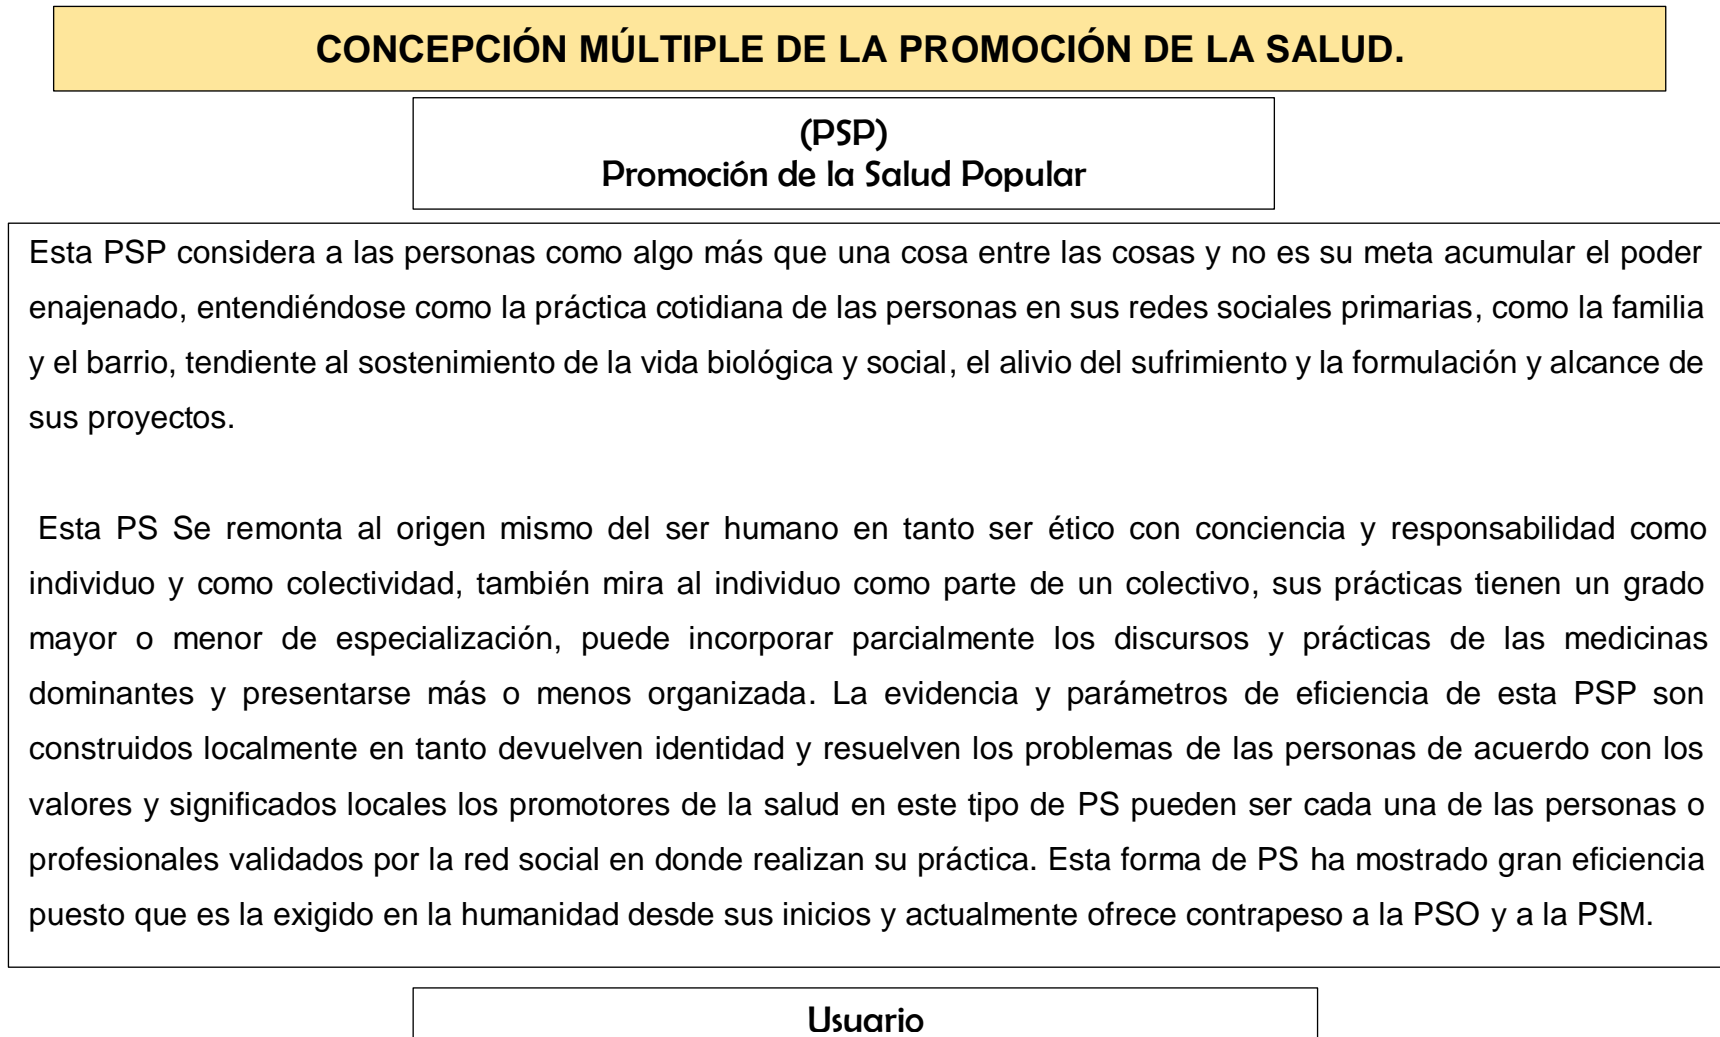 CONCEPCIÓN MÚLTIPLE DE LA PROMOCIÓN DE LA SALUD.
(PSP)
Promoción de la Salud Popular
Esta PSP considera a las personas como algo más que una cosa entre las cosas y no es su meta acumular el poder
enajenado, entendiéndose como la práctica cotidiana de las personas en sus redes sociales primarias, como la familia
y el barrio, tendiente al sostenimiento de la vida biológica y social, el alivio del sufrimiento y la formulación y alcance de
sus proyectos.
Esta PS Se remonta al origen mismo del ser humano en tanto ser ético con conciencia y responsabilidad como
individuo y como colectividad, también mira al individuo como parte de un colectivo, sus prácticas tienen un grado
mayor o menor de especialización, puede incorporar parcialmente los discursos y prácticas de las medicinas
dominantes y presentarse más o menos organizada. La evidencia y parámetros de eficiencia de esta PSP son
construidos localmente en tanto devuelven identidad y resuelven los problemas de las personas de acuerdo con los
valores y significados locales los promotores de la salud en este tipo de PS pueden ser cada una de las personas o
profesionales validados por la red social en donde realizan su práctica. Esta forma de PS ha mostrado gran eficiencia
puesto que es la exigido en la humanidad desde sus inicios y actualmente ofrece contrapeso a la PSO y a la PSM.
Usuario